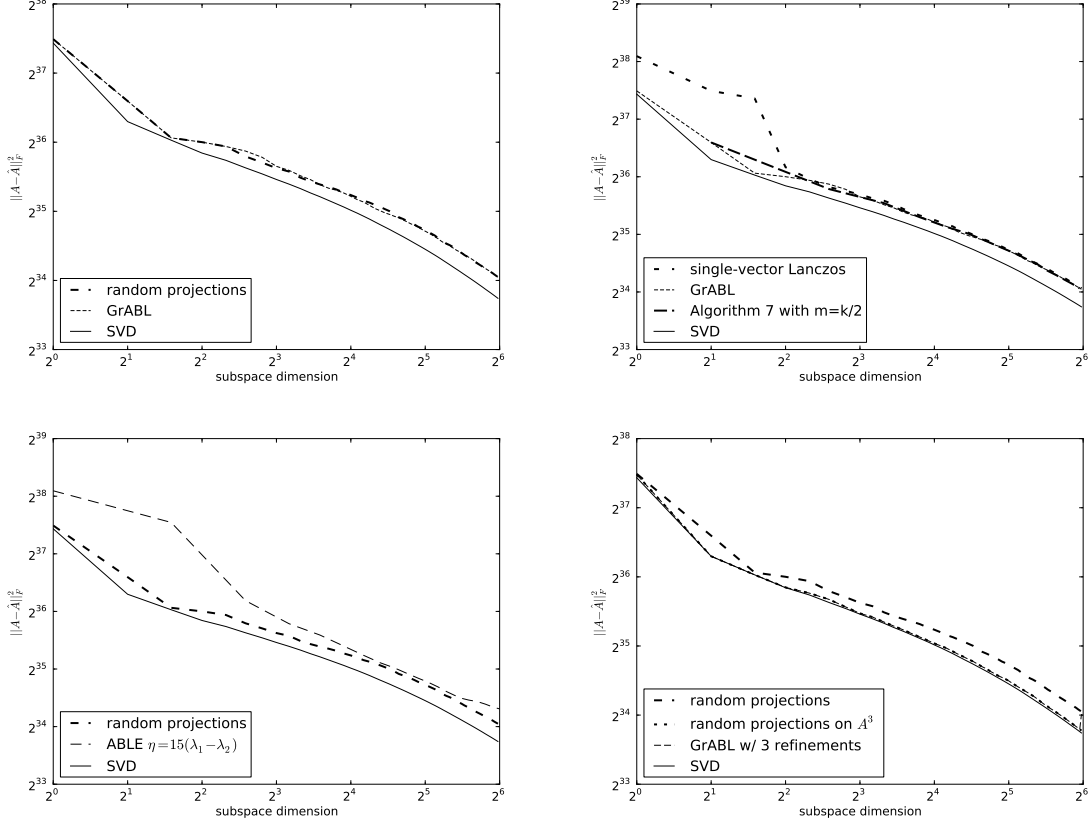 2^38
2^37
2^36
2^35
2^34
2^33
||A−Â||²_F
random projections
GrABL
SVD
2^0 2^1 2^2 2^3 2^4 2^5 2^6
subspace dimension
2^39
2^38
2^37
2^36
2^35
2^34
2^33
||A−Â||²_F
single-vector Lanczos
GrABL
Algorithm 7 with m=k/2
SVD
2^0 2^1 2^2 2^3 2^4 2^5 2^6
subspace dimension
2^39
2^38
2^37
2^36
2^35
2^34
2^33
||A−Â||²_F
random projections
ABLE η=15(λ₁−λ₂)
SVD
2^0 2^1 2^2 2^3 2^4 2^5 2^6
subspace dimension
2^38
2^37
2^36
2^35
2^34
2^33
||A−Â||²_F
random projections
random projections on A³
GrABL w/ 3 refinements
SVD
2^0 2^1 2^2 2^3 2^4 2^5 2^6
subspace dimension